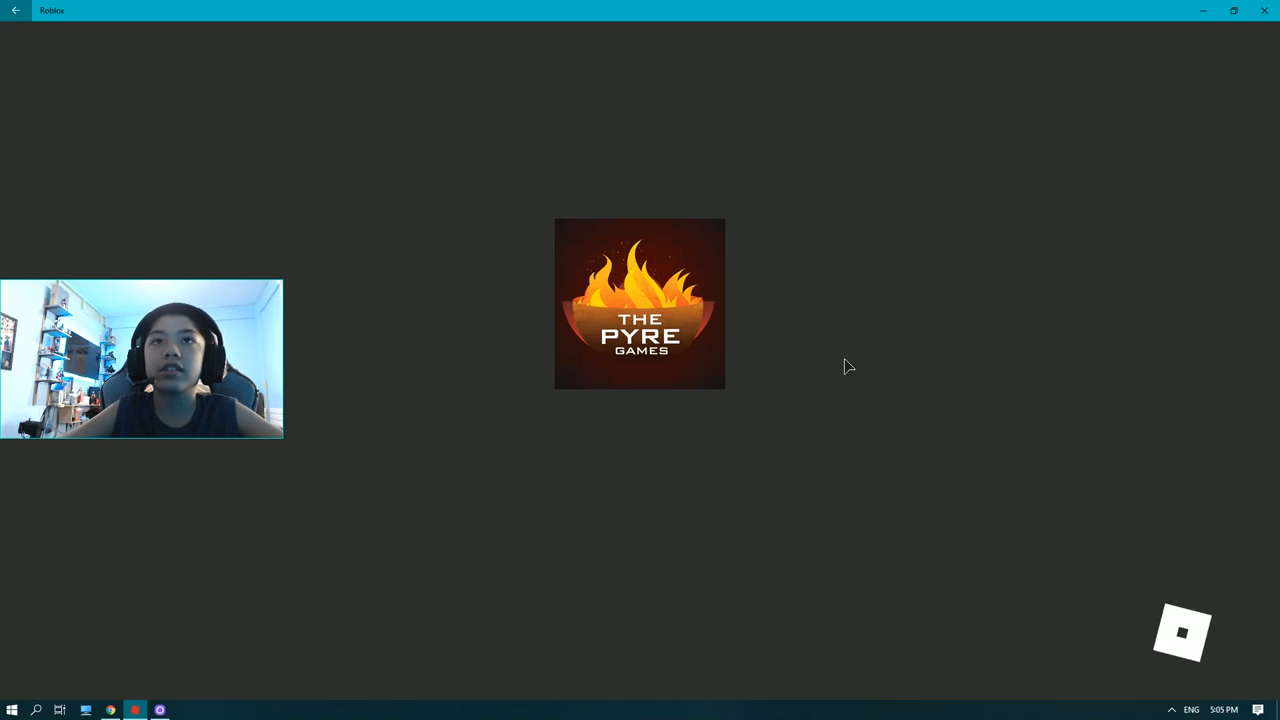 Roblox
THE
PYRE
GAMES
ENG
5:05 PM